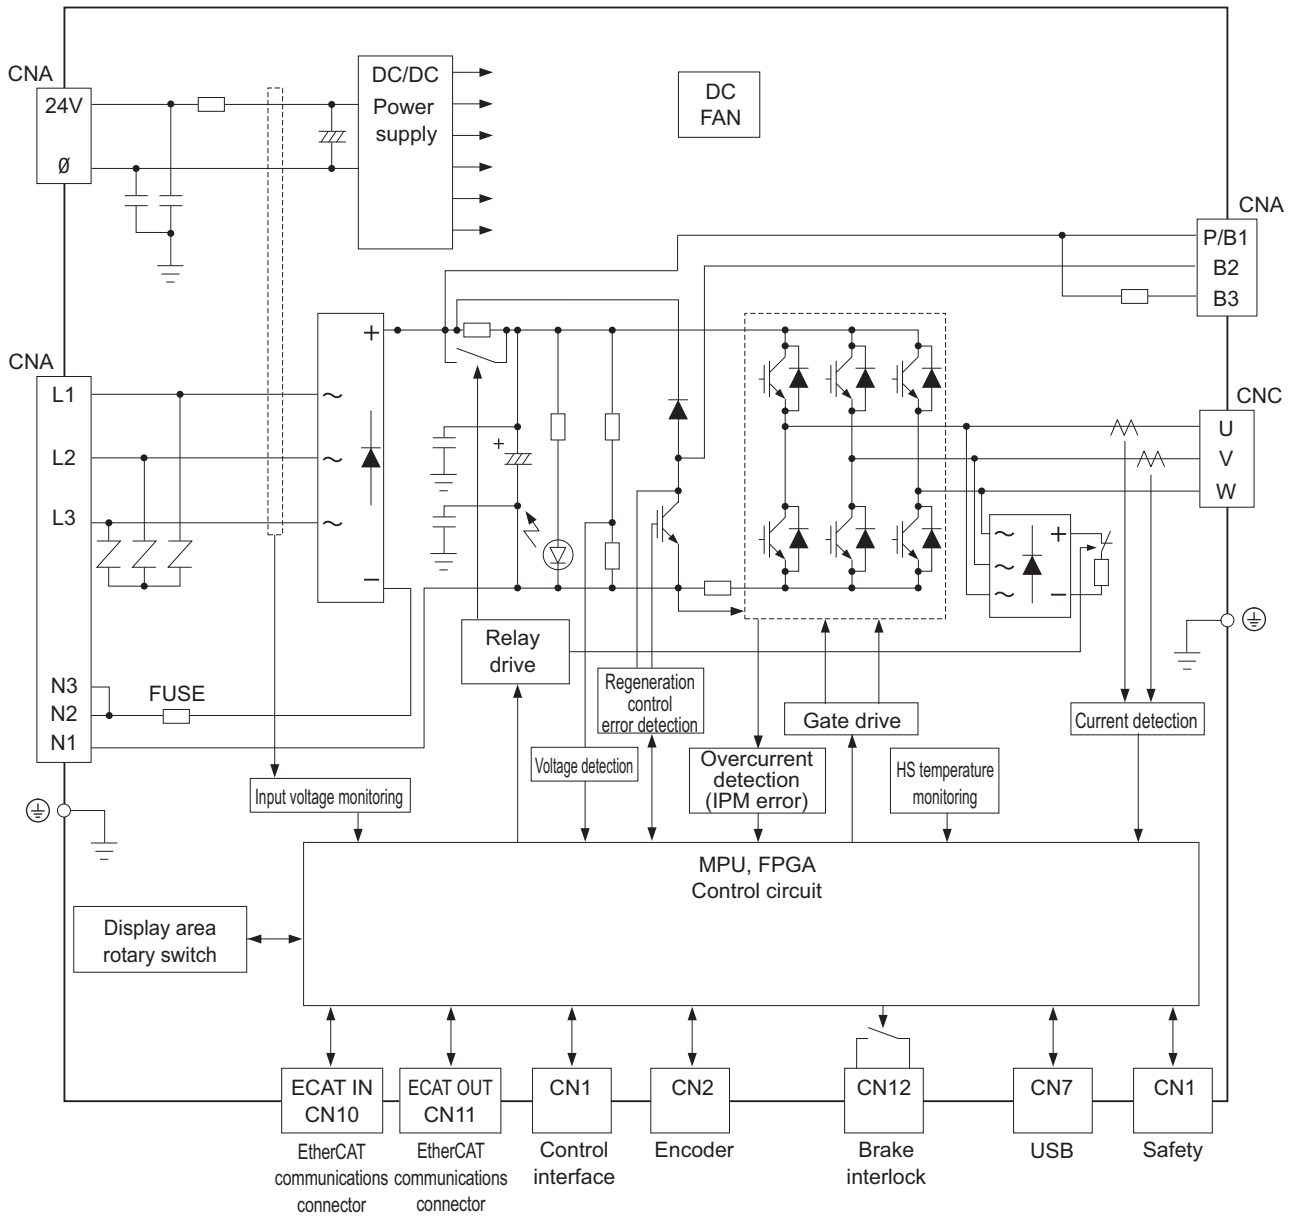 CNA
24V
Ø
DC/DC
Power
supply
DC
FAN
CNA
P/B1
B2
B3
CNA
L1
L2
L3
N3
N2
N1
FUSE
+
−
+
CNC
U
V
W
+
−
Relay
drive
Regeneration
control
error detection
Gate drive
Current detection
Voltage detection
Overcurrent
detection
(IPM error)
HS temperature
monitoring
Input voltage monitoring
MPU, FPGA
Control circuit
Display area
rotary switch
ECAT IN
CN10
ECAT OUT
CN11
CN1
CN2
CN12
CN7
CN1
EtherCAT
communications
connector
EtherCAT
communications
connector
Control
interface
Encoder
Brake
interlock
USB
Safety